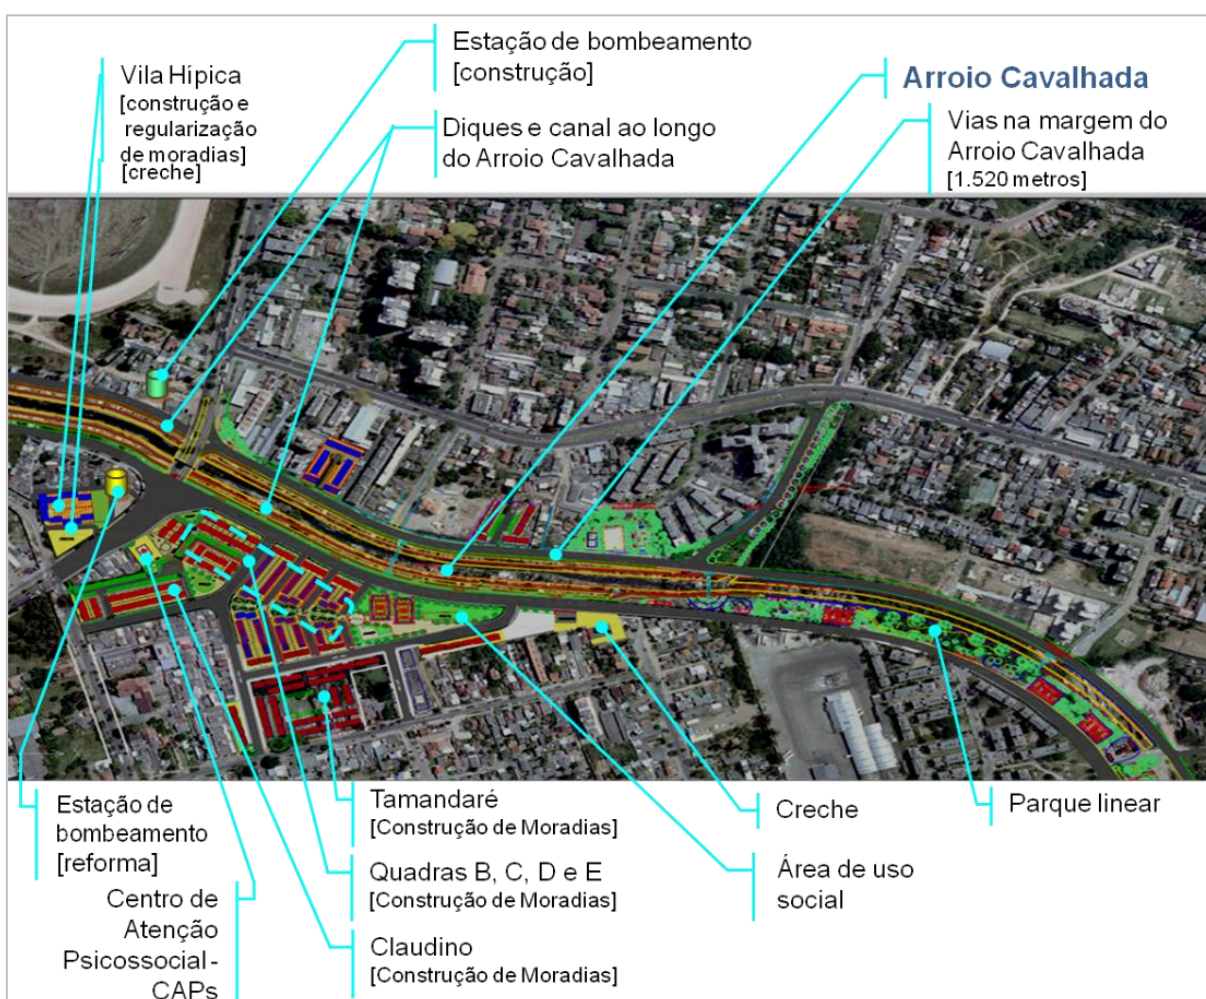 Estação de bombeamento
[construção]
Vila Hípica
[construção e
regularização
de moradias]
[creche]
Diques e canal ao longo
do Arroio Cavalhada
Arroio Cavalhada
Vias na margem do
Arroio Cavalhada
[1.520 metros]
Estação de
bombeamento
[reforma]
Centro de
Atenção
Psicossocial -
CAPs
Tamandaré
[Construção de Moradias]
Quadras B, C, D e E
[Construção de Moradias]
Claudino
[Construção de Moradias]
Creche
Área de uso
social
Parque linear